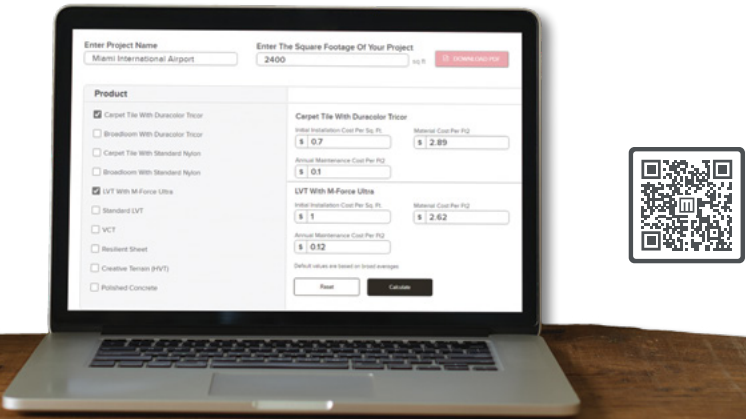 Enter Project Name
Miami International Airport
Enter The Square Footage Of Your Project
2400 sq ft
DOWNLOAD PDF
Product
Carpet Tile With Duracolor Tricor
Broadloom With Duracolor Tricor
Carpet Tile With Standard Nylon
Broadloom With Standard Nylon
LVT With M-Force Ultra
Standard LVT
VCT
Resilient Sheet
Creative Terrain (HVT)
Polished Concrete
Carpet Tile With Duracolor Tricor
Initial Installation Cost Per Sq. Ft.
$ 0.7
Material Cost Per Ft2
$ 2.89
Annual Maintenance Cost Per Ft2
$ 0.1
LVT With M-Force Ultra
Initial Installation Cost Per Sq. Ft.
$ 1
Material Cost Per Ft2
$ 2.62
Annual Maintenance Cost Per Ft2
$ 0.12
Default values are based on broad averages
Reset
Calculate
m